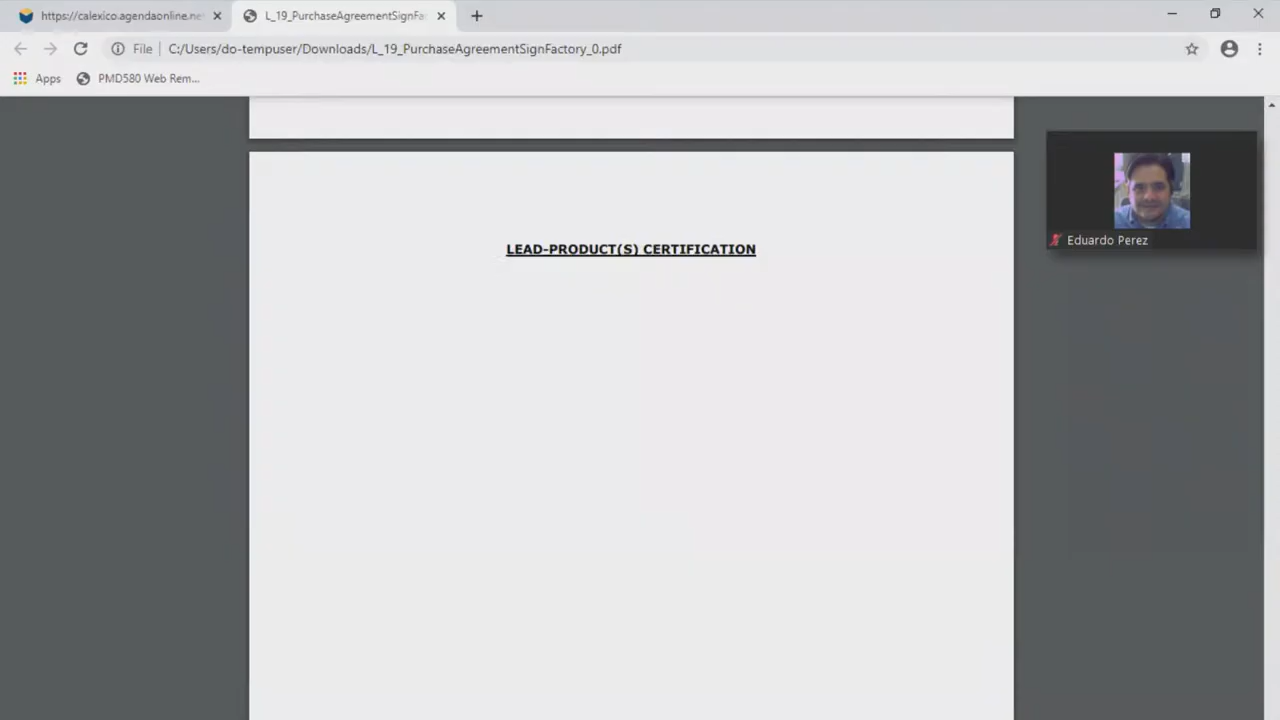 https://calexico.agendaonline.ne
L_19_PurchaseAgreementSignFa
File
C:/Users/do-tempuser/Downloads/L_19_PurchaseAgreementSignFactory_0.pdf
Apps
PMD580 Web Rem...
LEAD-PRODUCT(S) CERTIFICATION
Eduardo Perez